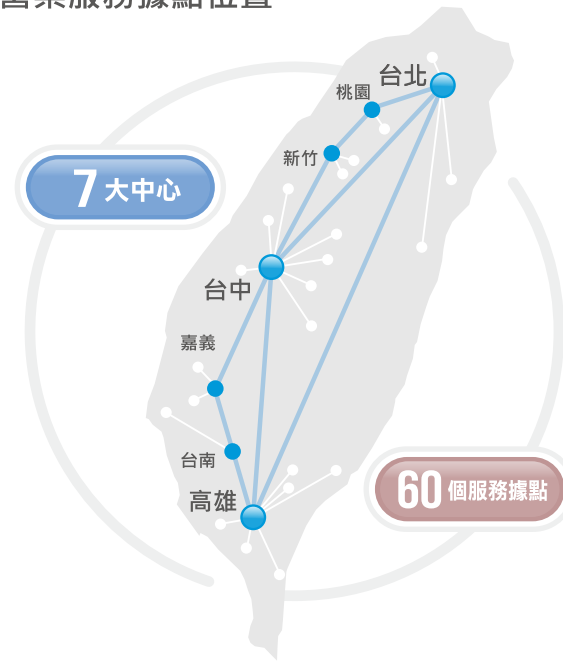 營業服務據點位置
台北
桃園
新竹
7 大中心
台中
嘉義
台南
高雄
60 個服務據點